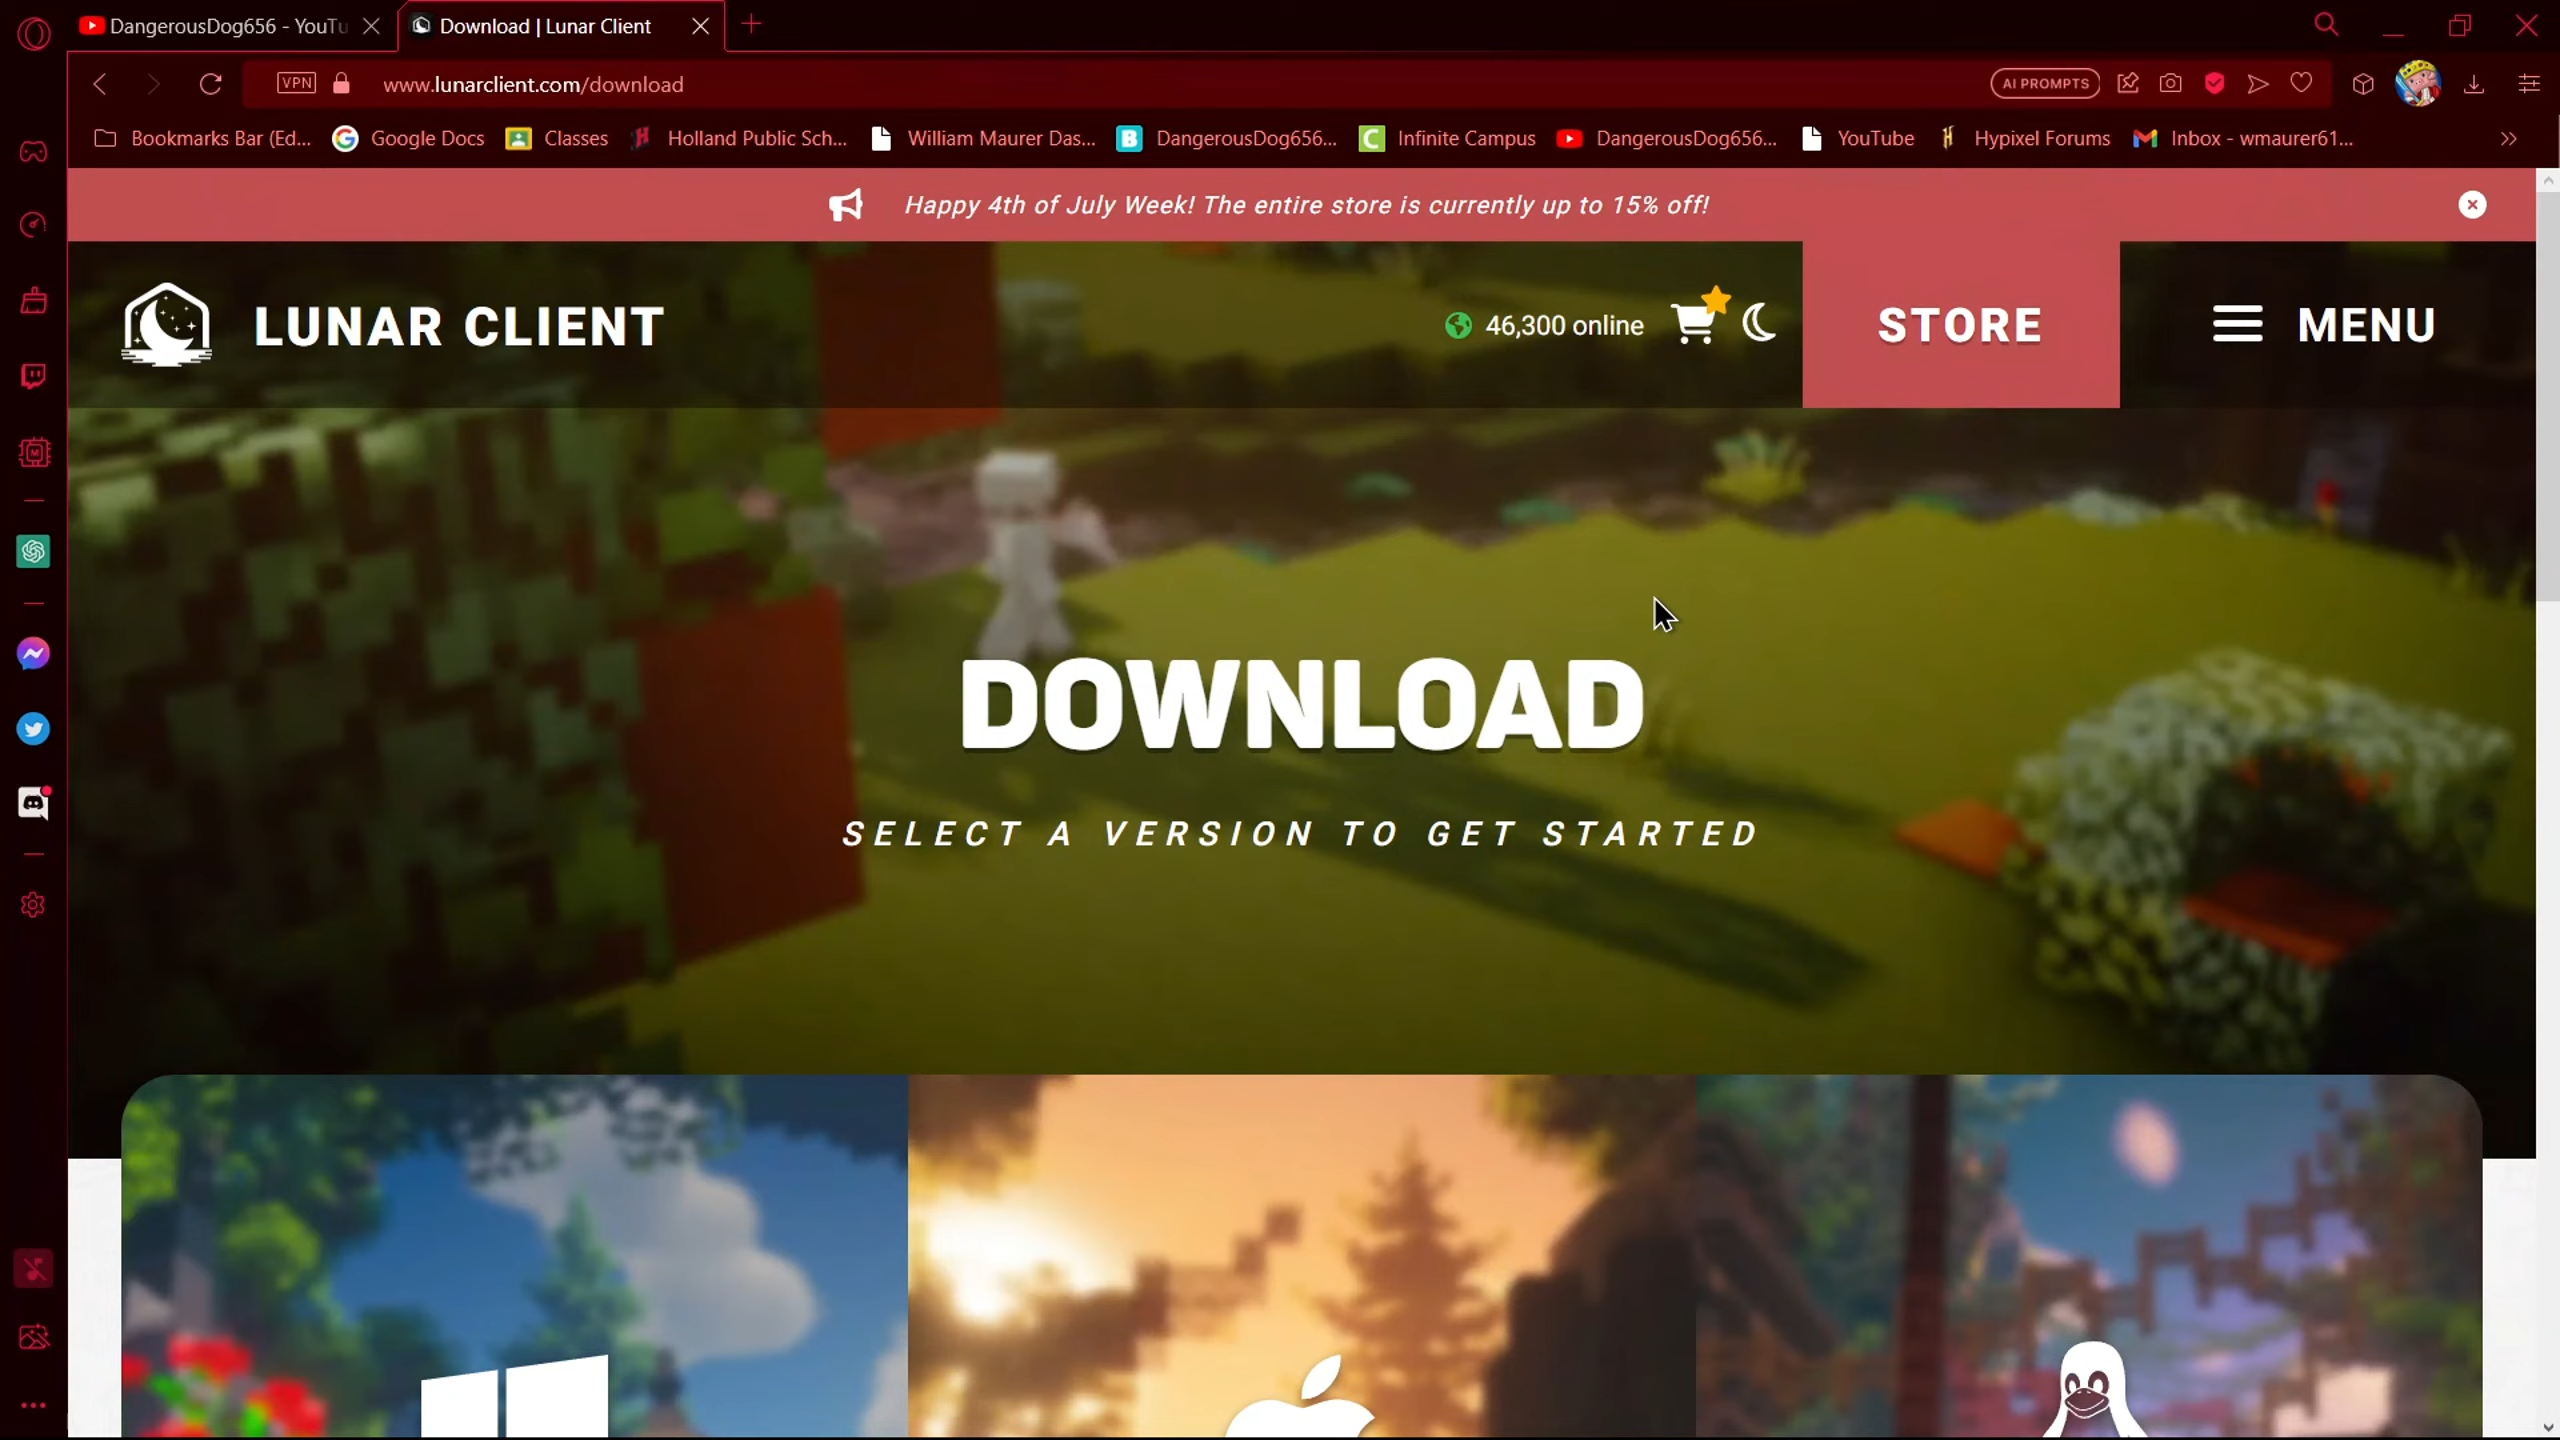 DangerousDog656 - YouTu
Download | Lunar Client
VPN
www.lunarclient.com/download
AI PROMPTS
Bookmarks Bar (Ed...
Google Docs
Classes
Holland Public Sch...
William Maurer Das...
DangerousDog656...
Infinite Campus
DangerousDog656...
YouTube
Hypixel Forums
Inbox - wmaurer61...
Happy 4th of July Week! The entire store is currently up to 15% off!
LUNAR CLIENT
46,300 online
STORE
MENU
DOWNLOAD
SELECT A VERSION TO GET STARTED